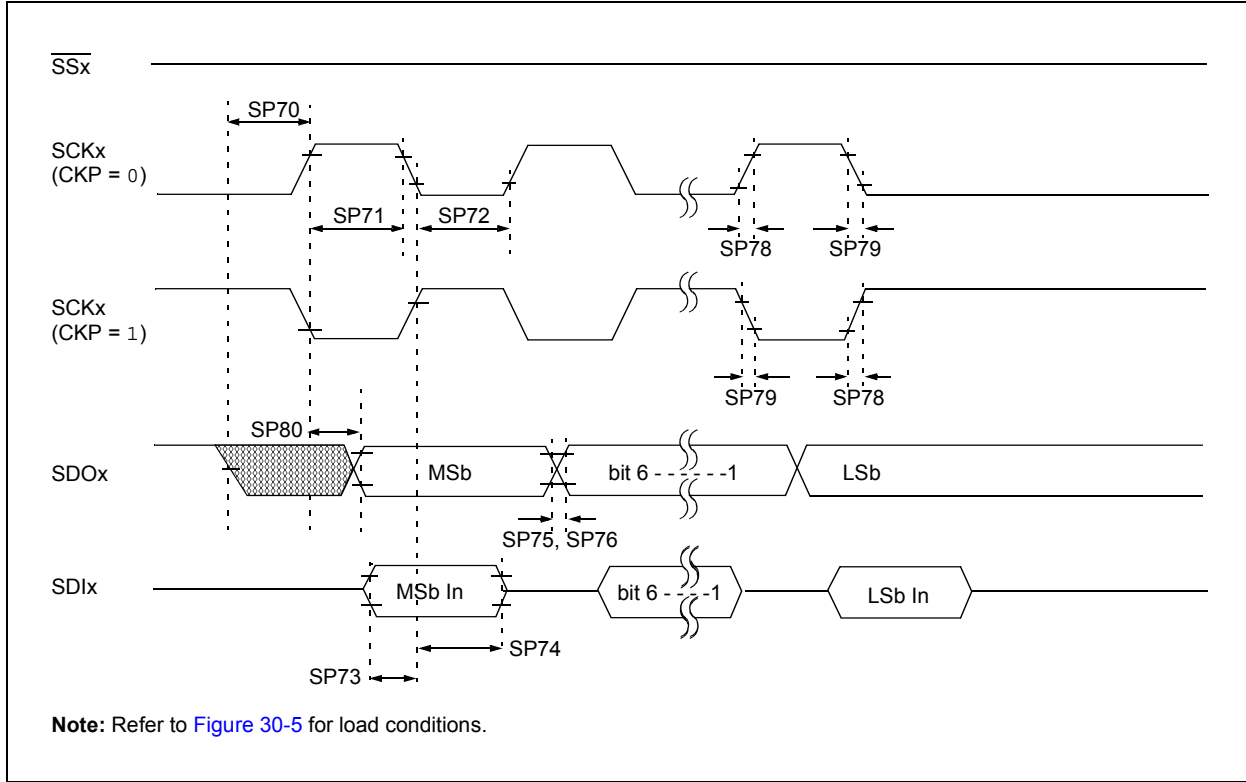 SSx
SP70
SCKx
(CKP = 0)
SP71
SP72
SP78
SP79
SCKx
(CKP = 1)
SP79
SP78
SP80
SDOx
MSb
bit 6 - - - - - -1
LSb
SP75, SP76
SDIx
MSb In
bit 6 - - - - -1
LSb In
SP74
SP73
Note: Refer to Figure 30-5 for load conditions.